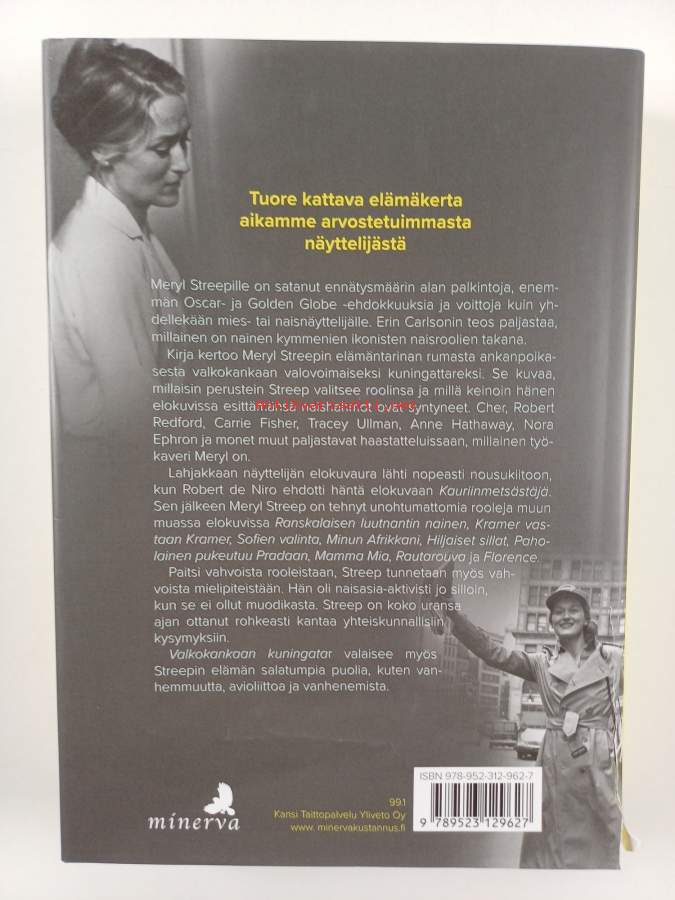 Tuore kattava elämäkerta
aikamme arvostetuimmasta
näyttelijästä
Meryl Streepille on satanut ennätysmäärin alan palkintoja, enem-
män Oscar- ja Golden Globe -ehdokkuuksia ja voittoja kuin yh-
dellekään mies- tai naisnäyttelijälle. Erin Carlsonin teos paljastaa,
millainen on nainen kymmenien ikonisten naisroolien takana.
Kirja kertoo Meryl Streepin elämäntarinan rumasta ankanpoika-
sesta valkokankaan valovoimaiseksi kuningattareksi. Se kuvaa,
millaisin perustein Streep valitsee roolinsa ja millä keinoin hänen
elokuvissa esittämänsä naishahmot ovat syntyneet. Cher, Robert
Redford, Carrie Fisher, Tracey Ullman, Anne Hathaway, Nora
Ephron ja monet muut paljastavat haastatteluissaan, millainen työ-
kaveri Meryl on.
Lahjakkaan näyttelijän elokuvaura lähti nopeasti nousukiitoon,
kun Robert de Niro ehdotti häntä elokuvaan Kauriinmetsästäjä.
Sen jälkeen Meryl Streep on tehnyt unohtumattomia rooleja muun
muassa elokuvissa Ranskalaisen luutnantin nainen, Kramer vas-
taan Kramer, Sofien valinta, Minun Afrikkani, Hiljaiset sillat, Paho-
lainen pukeutuu Pradaan, Mamma Mia, Rautarouva ja Florence.
Paitsi vahvoista rooleistaan, Streep tunnetaan myös vah-
voista mielipiteistään. Hän oli naisasia-aktivisti jo silloin,
kun se ei ollut muodikasta. Streep on koko uransa
ajan ottanut rohkeasti kantaa yhteiskunnallisiin
kysymyksiin.
Valkokankaan kuningatar valaisee myös
Streepin elämän salatumpia puolia, kuten van-
hemmuutta, avioliittoa ja vanhenemista.
ISBN 978-952-312-962-7
9 789523 129627
minerva
99.1
Kansi Taittopalvelu Yliveto Oy
www. minervakustannus.fi